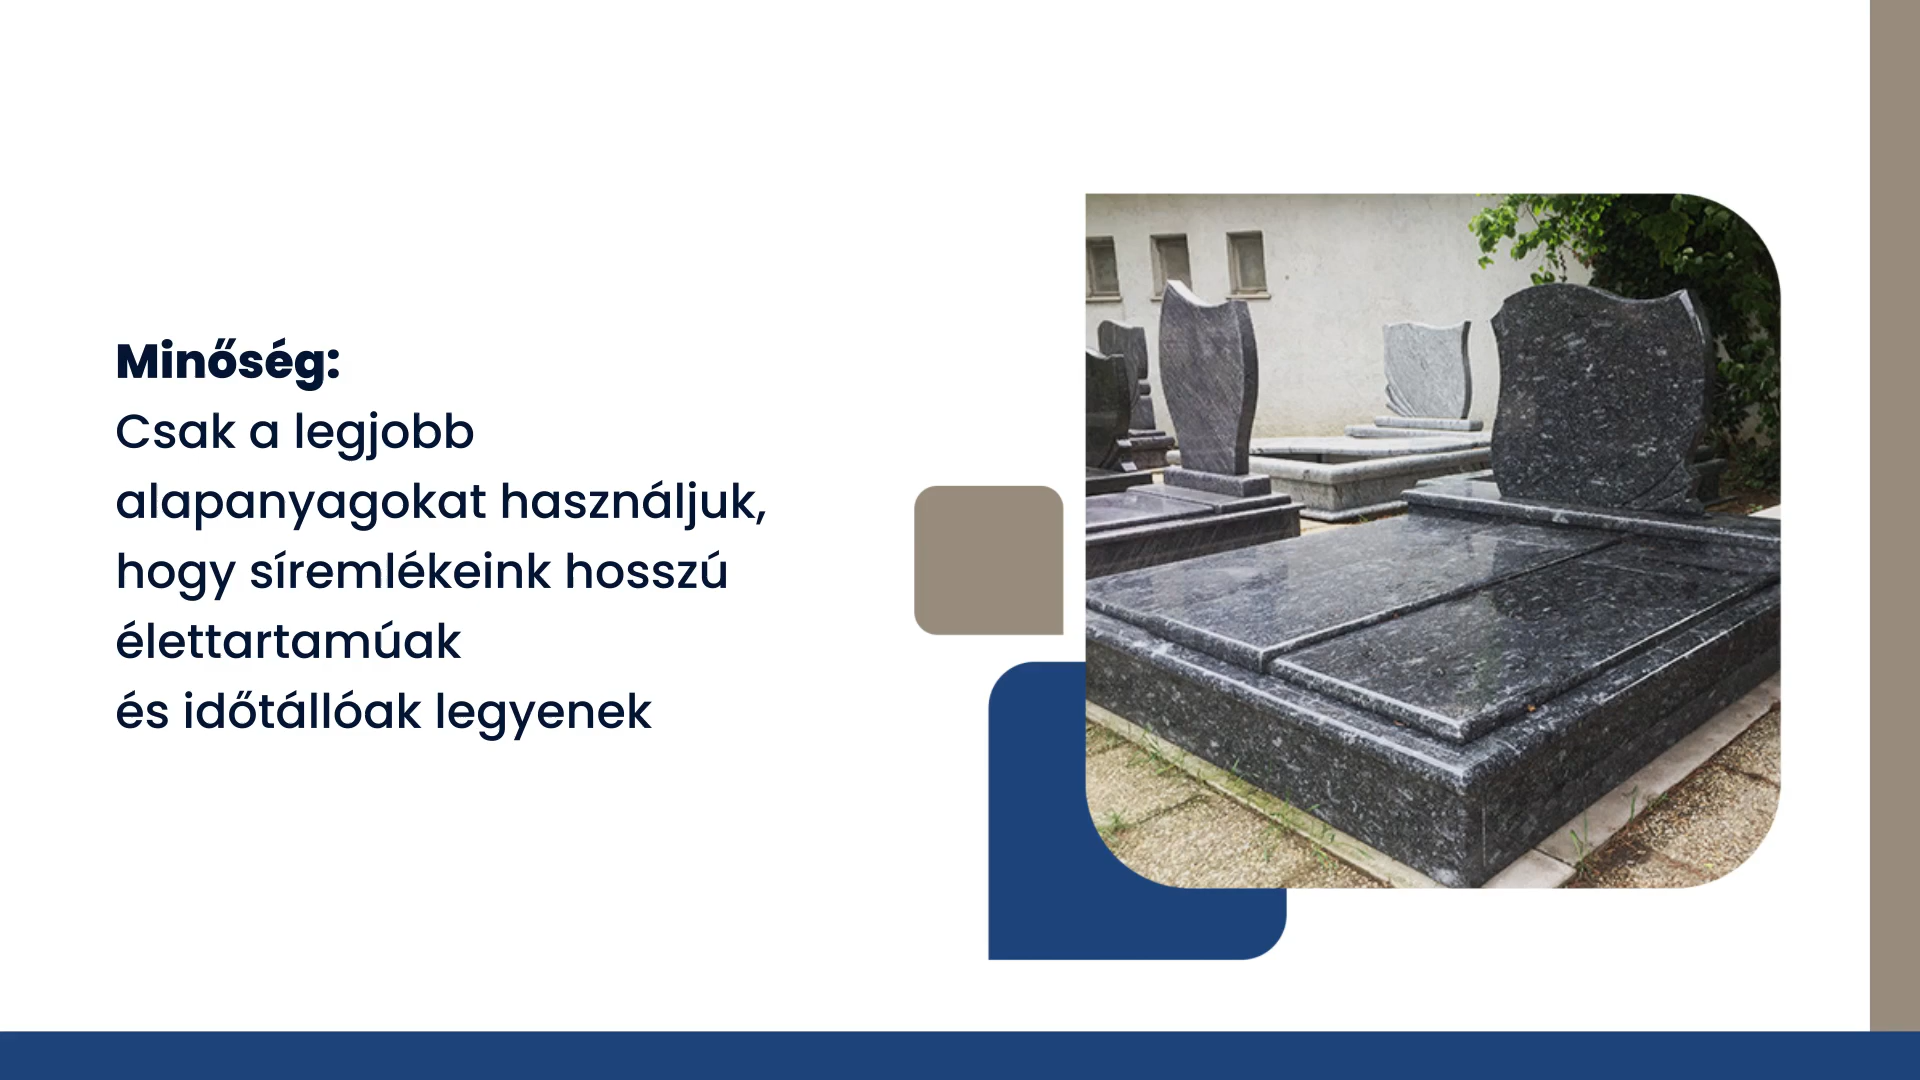 Minőség:
Csak a legjobb
alapanyagokat használjuk,
hogy síremlékeink hosszú
élettartamúak
és időtállóak legyenek